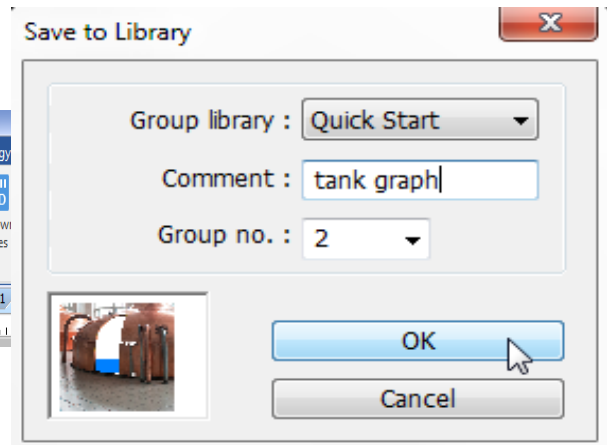 Save to Library
Group library : Quick Start
Comment : tank graph
Group no. : 2
OK
Cancel